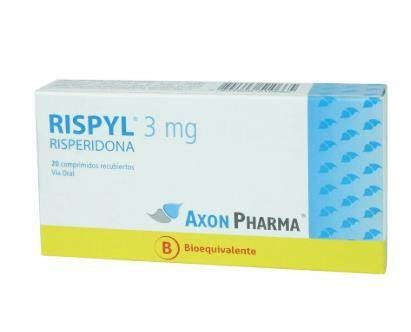 RISPYL® 3 mg
RISPERIDONA
20 comprimidos recubiertos
Vía Oral
AXON PHARMA®
B Bioequivalente